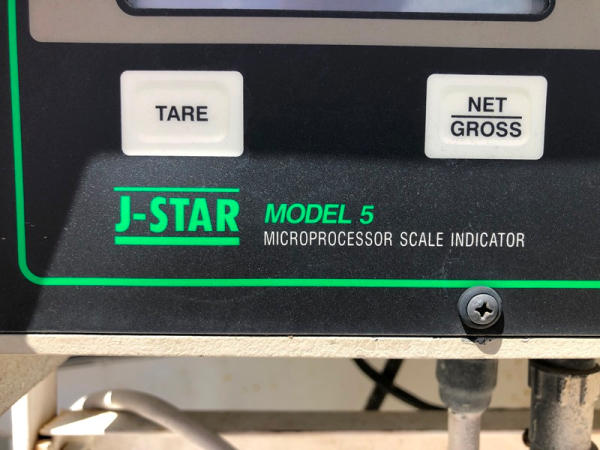 TARE
NET
GROSS
J-STAR
MODEL 5
MICROPROCESSOR SCALE INDICATOR